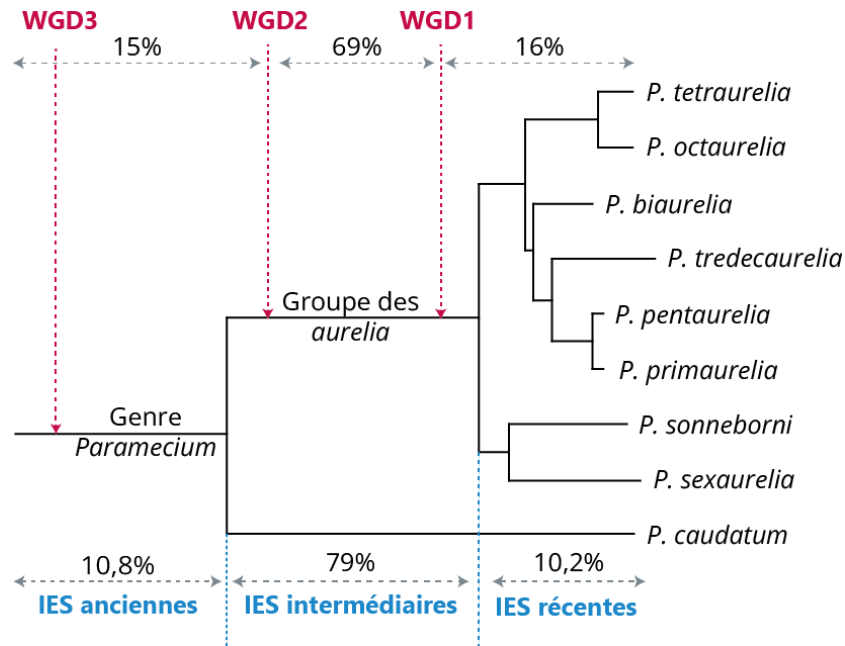 WGD3 WGD2 WGD1
15% 69% 16%
P. tetraurelia
P. octaurelia
P. biaurelia
P. tredecaurelia
Groupe des
aurelia
P. pentaurelia
P. primaurelia
Genre
Paramecium
P. sonneborni
P. sexaurelia
P. caudatum
10,8% 79% 10,2%
IES anciennes IES intermédiaires IES récentes